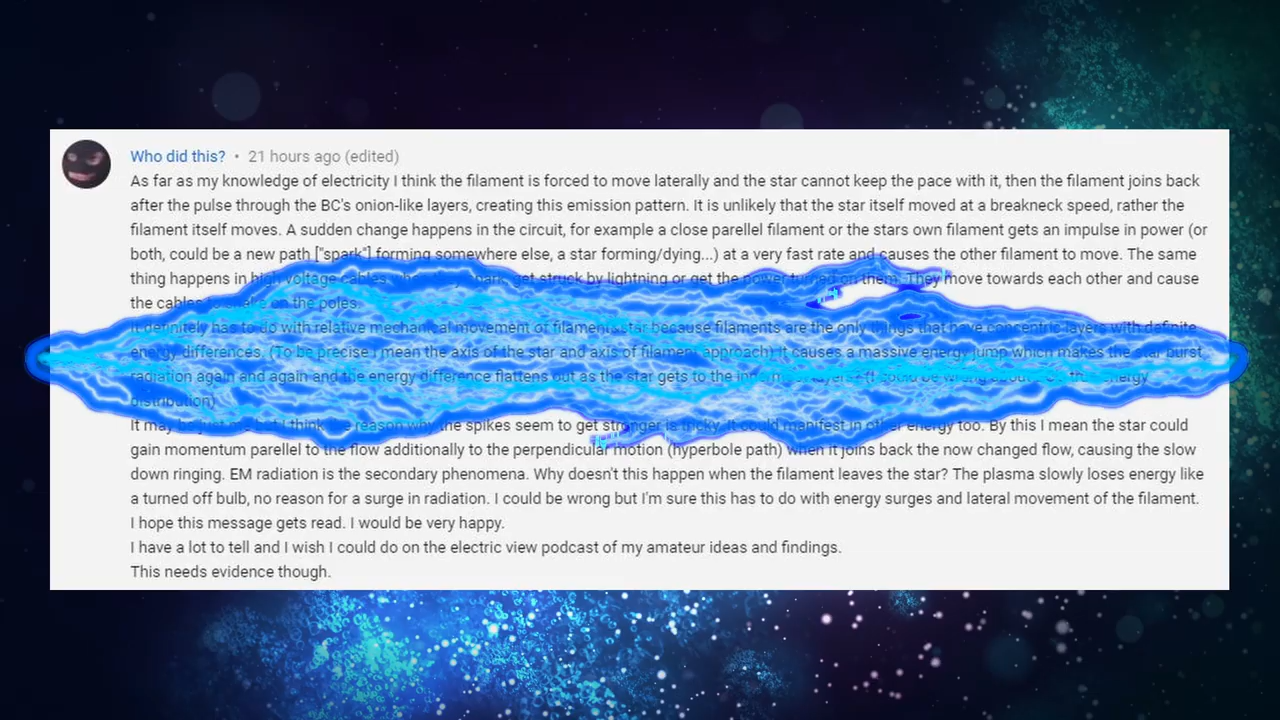 Who did this? • 21 hours ago (edited)
As far as my knowledge of electricity I think the filament is forced to move laterally and the star cannot keep the pace with it, then the filament joins back
after the pulse through the BC's onion-like layers, creating this emission pattern. It is unlikely that the star itself moved at a breakneck speed, rather the
filament itself moves. A sudden change happens in the circuit, for example a close parellel filament or the stars own filament gets an impulse in power (or
both, could be a new path ["spark"] forming somewhere else, a star forming/dying...) at a very fast rate and causes the other filament to move. The same
thing happens in high voltage cables when they get struck by lightning or get the power turned on them. They move towards each other and cause
the cables to shake on the poles.
It definitely has to do with relative mechanical movement of filament-star because filaments are the only things that have concentric layers with definite
energy differences. (To be precise I mean the axis of the star and axis of filament approach) It causes a massive energy jump which makes the star burst
radiation again and again and the energy difference flattens out as the star gets to the innermost layers. (I could be wrong about the energy
distribution)
It may be just me but I think the reason why the spikes seem to get stronger is tricky. It could manifest in other energy too. By this I mean the star could
gain momentum parellel to the flow additionally to the perpendicular motion (hyperbole path) when it joins back the now changed flow, causing the slow
down ringing. EM radiation is the secondary phenomena. Why doesn't this happen when the filament leaves the star? The plasma slowly loses energy like
a turned off bulb, no reason for a surge in radiation. I could be wrong but I'm sure this has to do with energy surges and lateral movement of the filament.
I hope this message gets read. I would be very happy.
I have a lot to tell and I wish I could do on the electric view podcast of my amateur ideas and findings.
This needs evidence though.